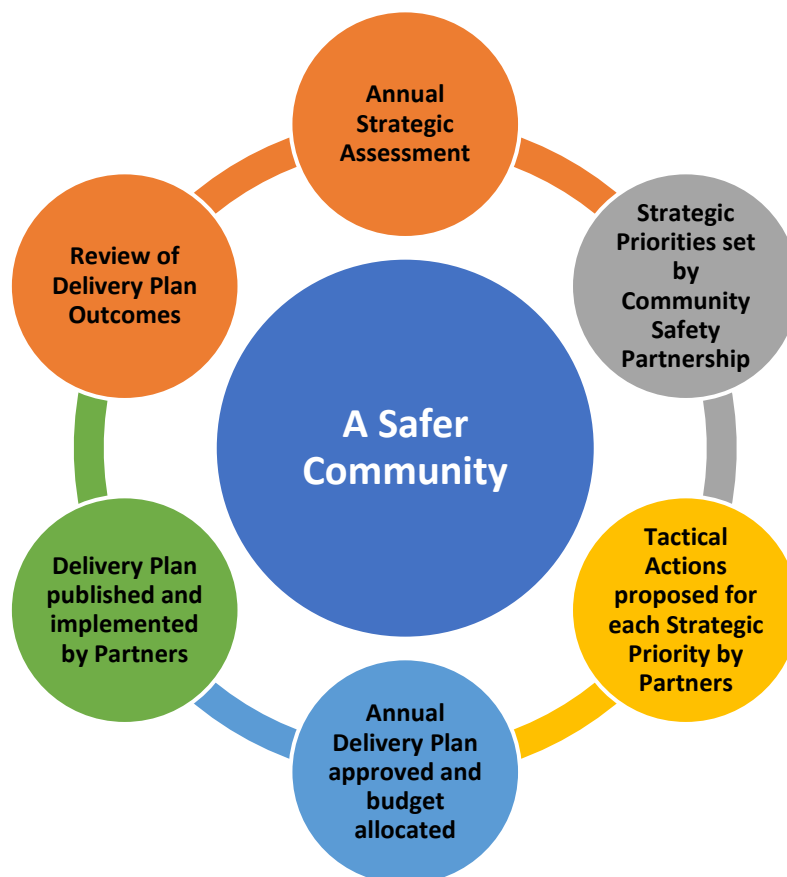 Annual
Strategic
Assessment
Strategic
Priorities set
by
Community
Safety
Partnership
Tactical
Actions
proposed for
each Strategic
Priority by
Partners
Annual
Delivery Plan
approved and
budget
allocated
Delivery Plan
published and
implemented
by Partners
Review of
Delivery Plan
Outcomes
A Safer
Community